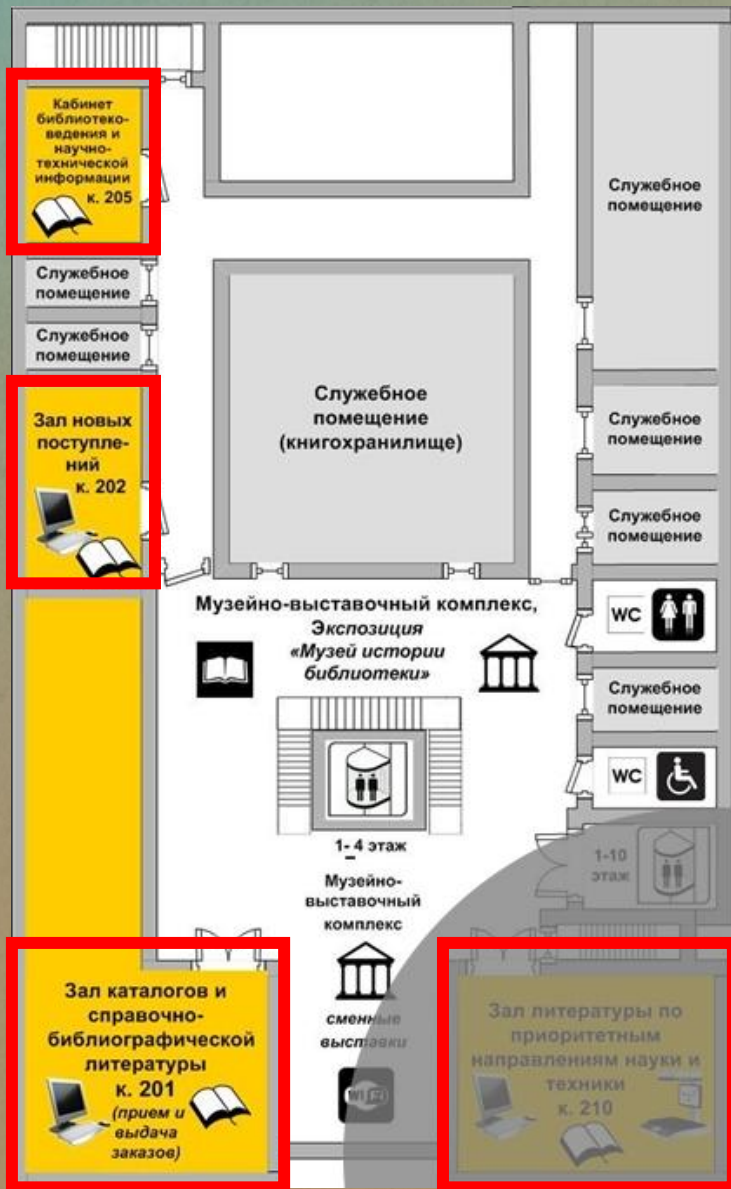 Кабинет
библиотеко-
ведения и
научно-
технической
информации
к. 205
Служебное
помещение
Служебное
помещение
Служебное
помещение
Зал новых
поступле-
ний
к. 202
Служебное
помещение
(книгохранилище)
Служебное
помещение
Служебное
помещение
Музейно-выставочный комплекс,
Экспозиция
«Музей истории
библиотеки»
WC
Служебное
помещение
WC
1- 4 этаж
1-10
этаж
Музейно-
выставочный
комплекс
сменные
выставки
Wi Fi
Зал каталогов и
справочно-
библиографической
литературы
к. 201
(прием и
выдача
заказов)
Зал литературы по
приоритетным
направлениям науки и
техники
к. 210